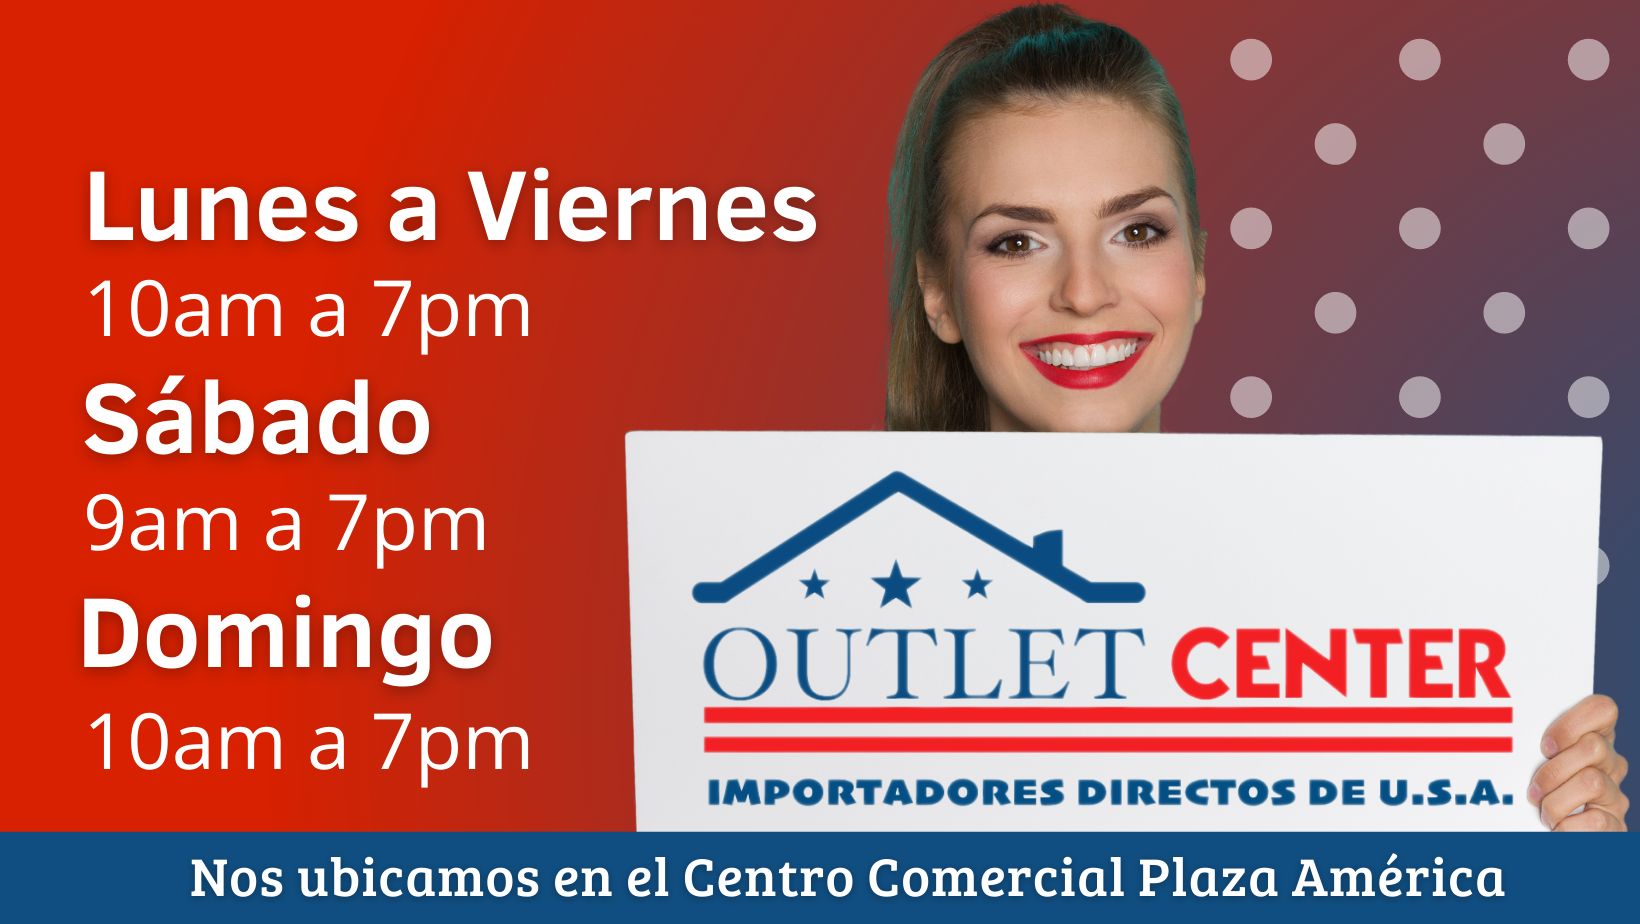 Lunes a Viernes
10am a 7pm
Sábado
9am a 7pm
Domingo
10am a 7pm
OUTLET CENTER
IMPORTADORES DIRECTOS DE U.S.A.
Nos ubicamos en el Centro Comercial Plaza América